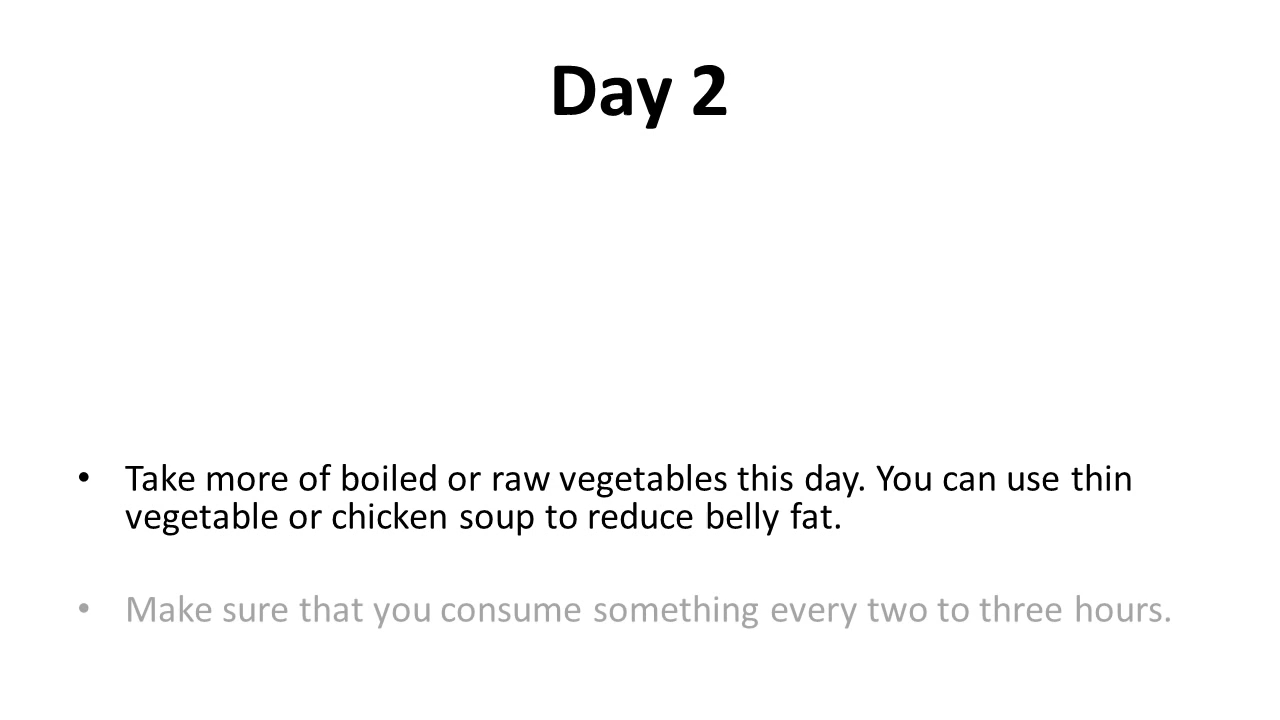 Day 2
• Take more of boiled or raw vegetables this day. You can use thin
vegetable or chicken soup to reduce belly fat.
• Make sure that you consume something every two to three hours.